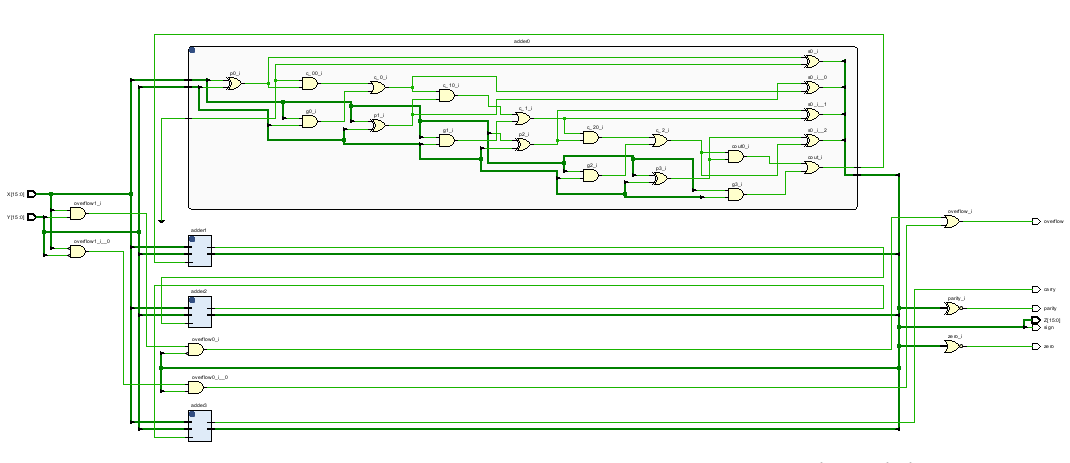 adder0
p0_i
c_00_i
c_0_i
c_10_i
s0_i
s0_i__0
g0_i
p1_i
c_1_i
s0_i__1
g1_i
p2_i
c_20_i
c_2_i
s0_i__2
cout0_i
cout_i
g2_i
p3_i
g3_i
X[15:0]
Y[15:0]
overflow1_i
overflow1_i__0
overflow_i
overflow
adder1
adder2
carry
parity_i
parity
Z[15:0]
sign
overflow0_i
zero_i
zero
overflow0_i__0
adder3